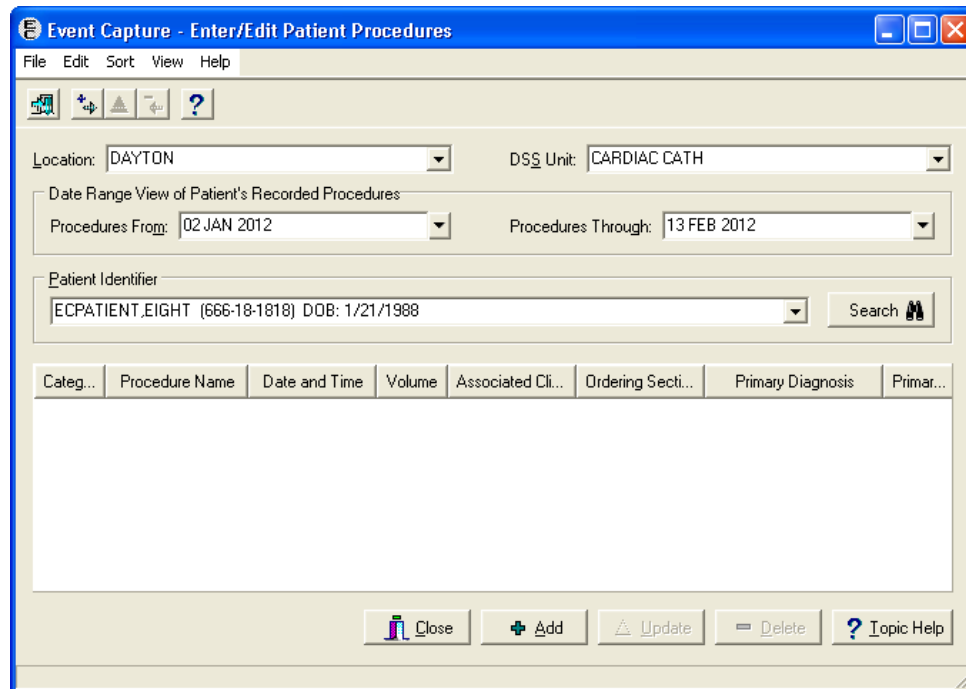 Event Capture - Enter/Edit Patient Procedures
File Edit Sort View Help
Location: DAYTON DSS Unit: CARDIAC CATH
Date Range View of Patient's Recorded Procedures
Procedures From: 02 JAN 2012 Procedures Through: 13 FEB 2012
Patient Identifier
ECPATIENT,EIGHT (666-18-1818) DOB: 1/21/1988 Search
Categ... Procedure Name Date and Time Volume Associated Cli... Ordering Secti... Primary Diagnosis Primar...
Close Add Update Delete ? Topic Help